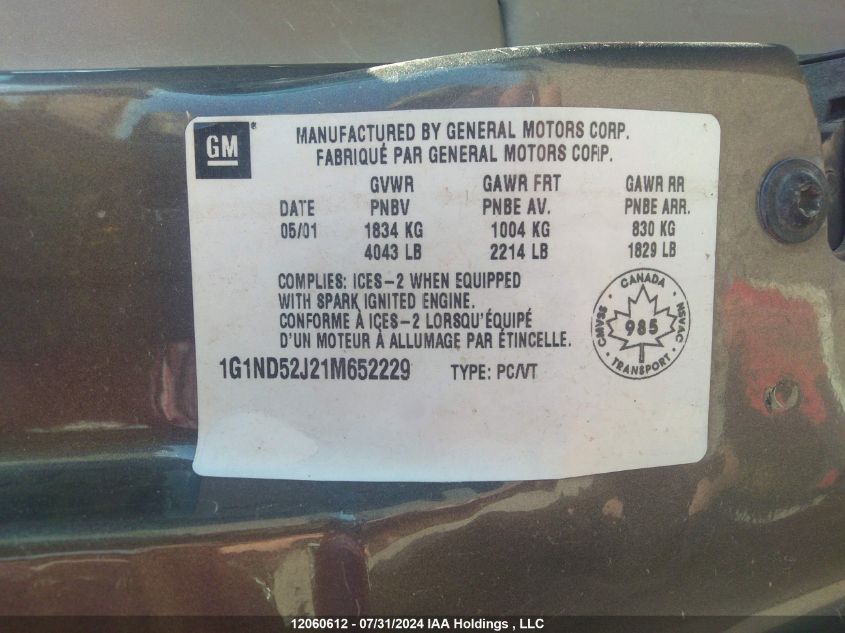 GM ®
MANUFACTURED BY GENERAL MOTORS CORP.
FABRIQUÉ PAR GENERAL MOTORS CORP.
GVWR GAWR FRT GAWR RR
DATE PNBV PNBE AV. PNBE ARR.
05/01 1834 KG 1004 KG 830 KG
4043 LB 2214 LB 1829 LB
COMPLIES: ICES-2 WHEN EQUIPPED
WITH SPARK IGNITED ENGINE.
CONFORME À ICES-2 LORSQU'ÉQUIPÉ
D'UN MOTEUR À ALLUMAGE PAR ÉTINCELLE.
CANADA
CMVSS 985 NSVAC
TRANSPORT
1G1ND52J21M652229 TYPE: PC/VT
12060612 - 07/31/2024 IAA Holdings , LLC